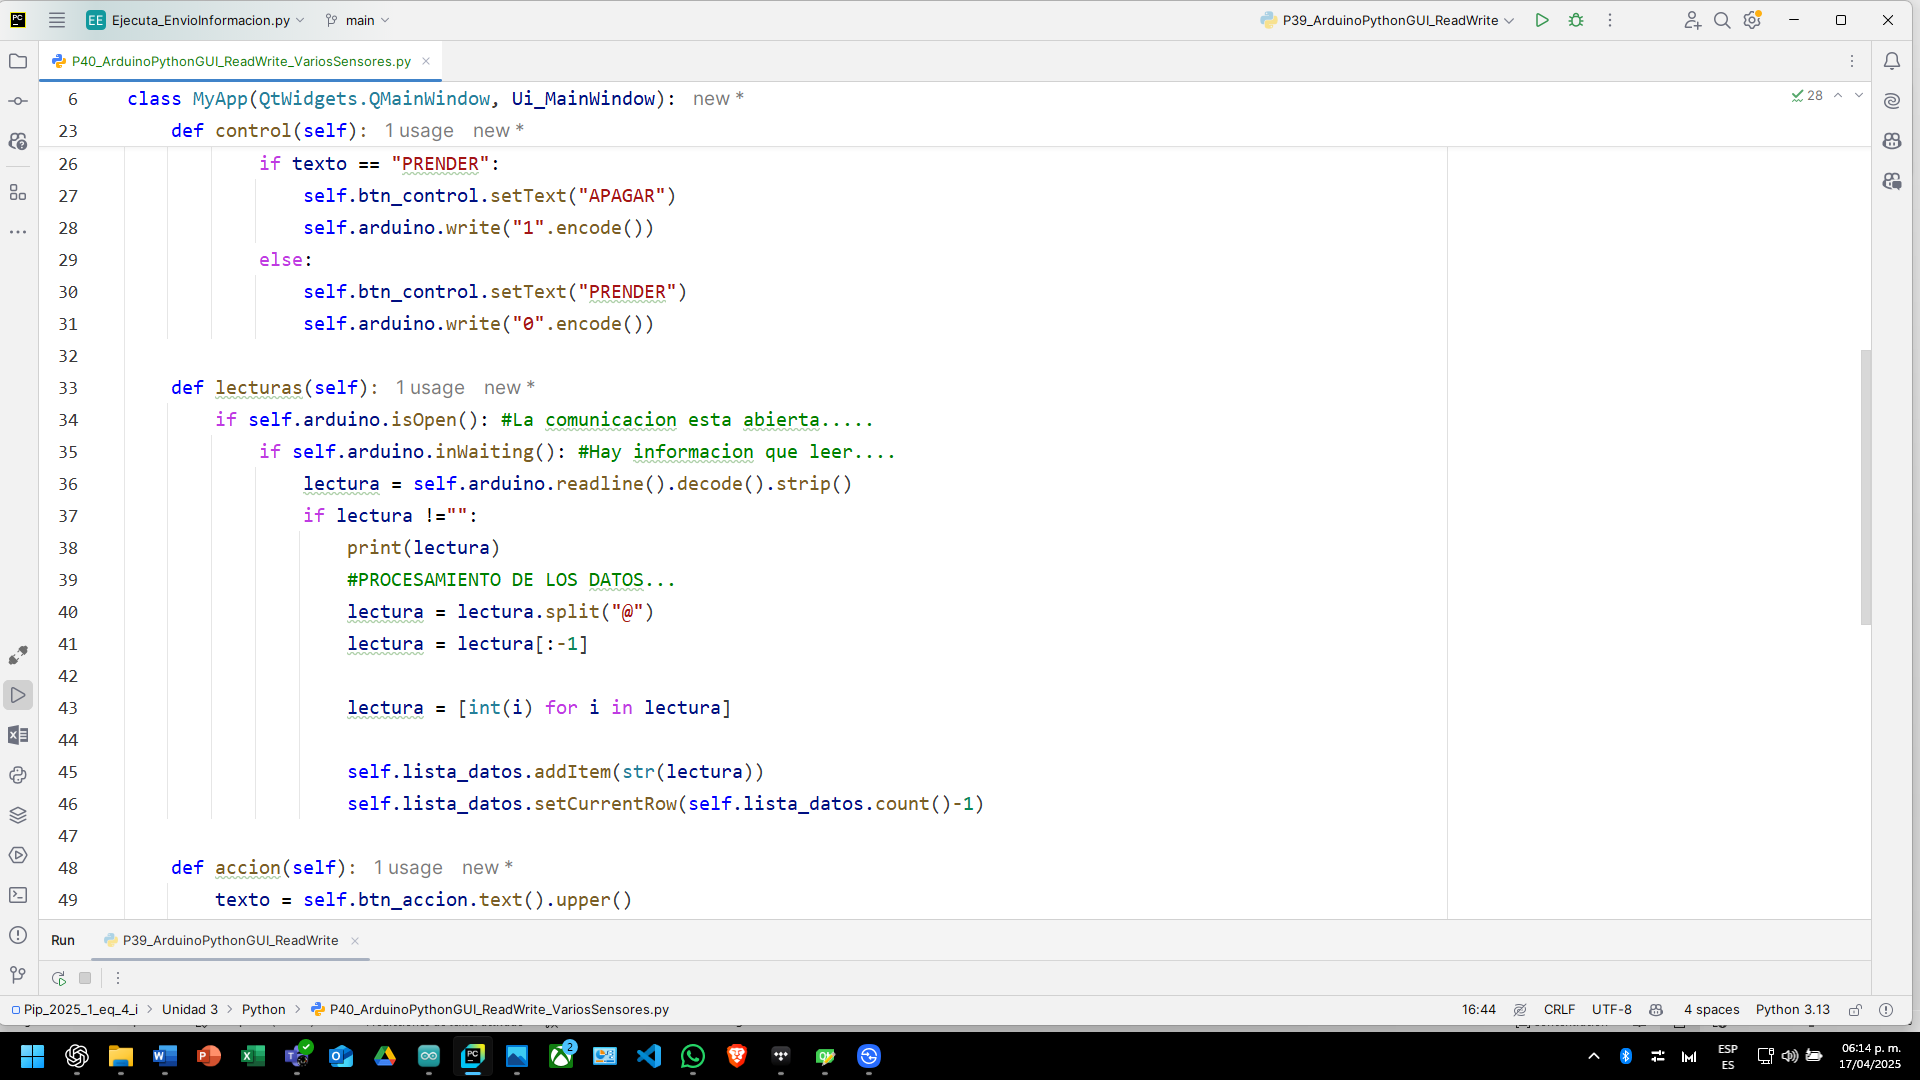 PC
EE Ejecuta_EnvioInformacion.py main P39_ArduinoPythonGUI_ReadWrite
P40_ArduinoPythonGUI_ReadWrite_VariosSensores.py
6 class MyApp(QtWidgets.QMainWindow, Ui_MainWindow): new *
28
23 def control(self): 1 usage new *
26 if texto == "PRENDER":
27 self.btn_control.setText("APAGAR")
28 self.arduino.write("1".encode())
29 else:
30 self.btn_control.setText("PRENDER")
31 self.arduino.write("0".encode())
32
33 def lecturas(self): 1 usage new *
34 if self.arduino.isOpen(): #La comunicacion esta abierta.....
35 if self.arduino.inWaiting(): #Hay informacion que leer....
36 lectura = self.arduino.readline().decode().strip()
37 if lectura !="":
38 print(lectura)
39 #PROCESAMIENTO DE LOS DATOS...
40 lectura = lectura.split("@")
41 lectura = lectura[:-1]
42
43 lectura = [int(i) for i in lectura]
44
45 self.lista_datos.addItem(str(lectura))
46 self.lista_datos.setCurrentRow(self.lista_datos.count()-1)
47
48 def accion(self): 1 usage new *
49 texto = self.btn_accion.text().upper()
Run P39_ArduinoPythonGUI_ReadWrite
Pip_2025_1_eq_4_i Unidad 3 Python P40_ArduinoPythonGUI_ReadWrite_VariosSensores.py 16:44 CRLF UTF-8 4 spaces Python 3.13
2
ESP
ES
06:14 p. m.
17/04/2025